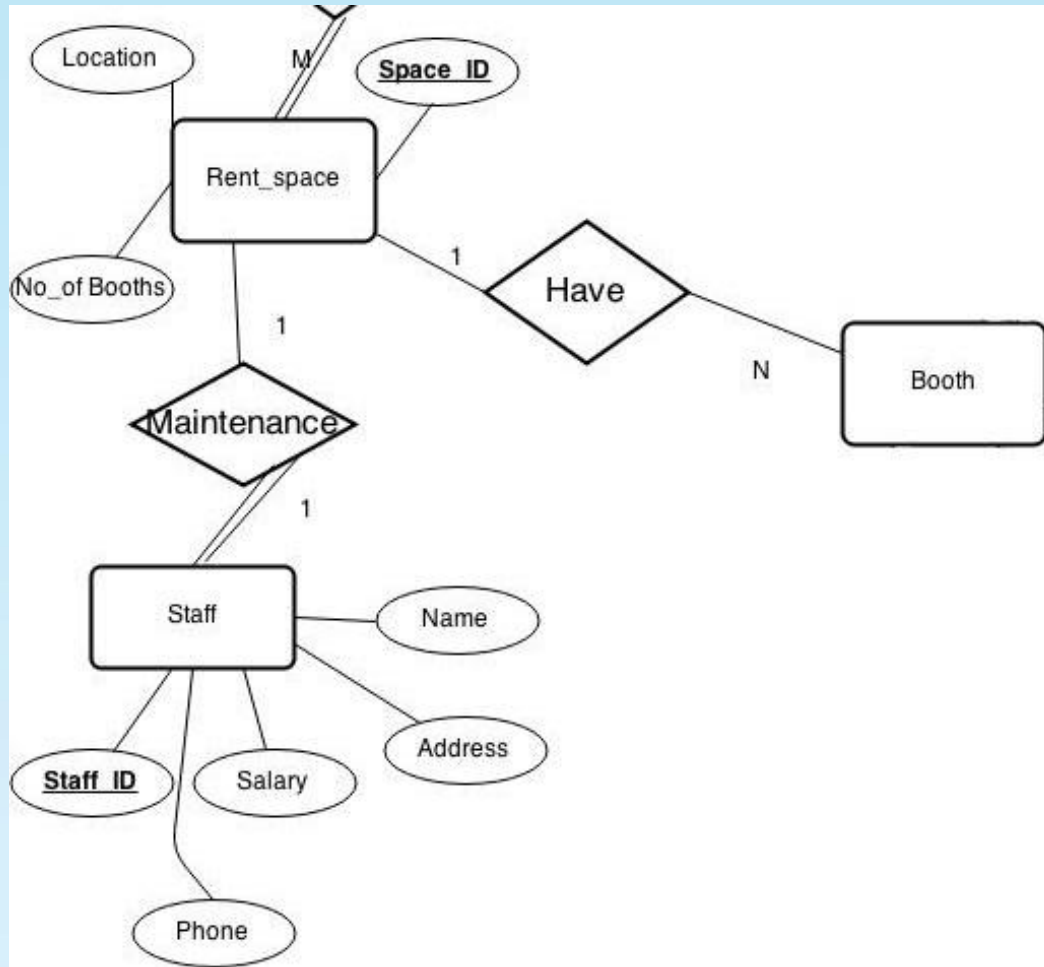 Location
M
Space_ID
Rent_space
No_of Booths
1
Have
1
N
Booth
Maintenance
1
Staff
Name
Address
Staff_ID
Salary
Phone